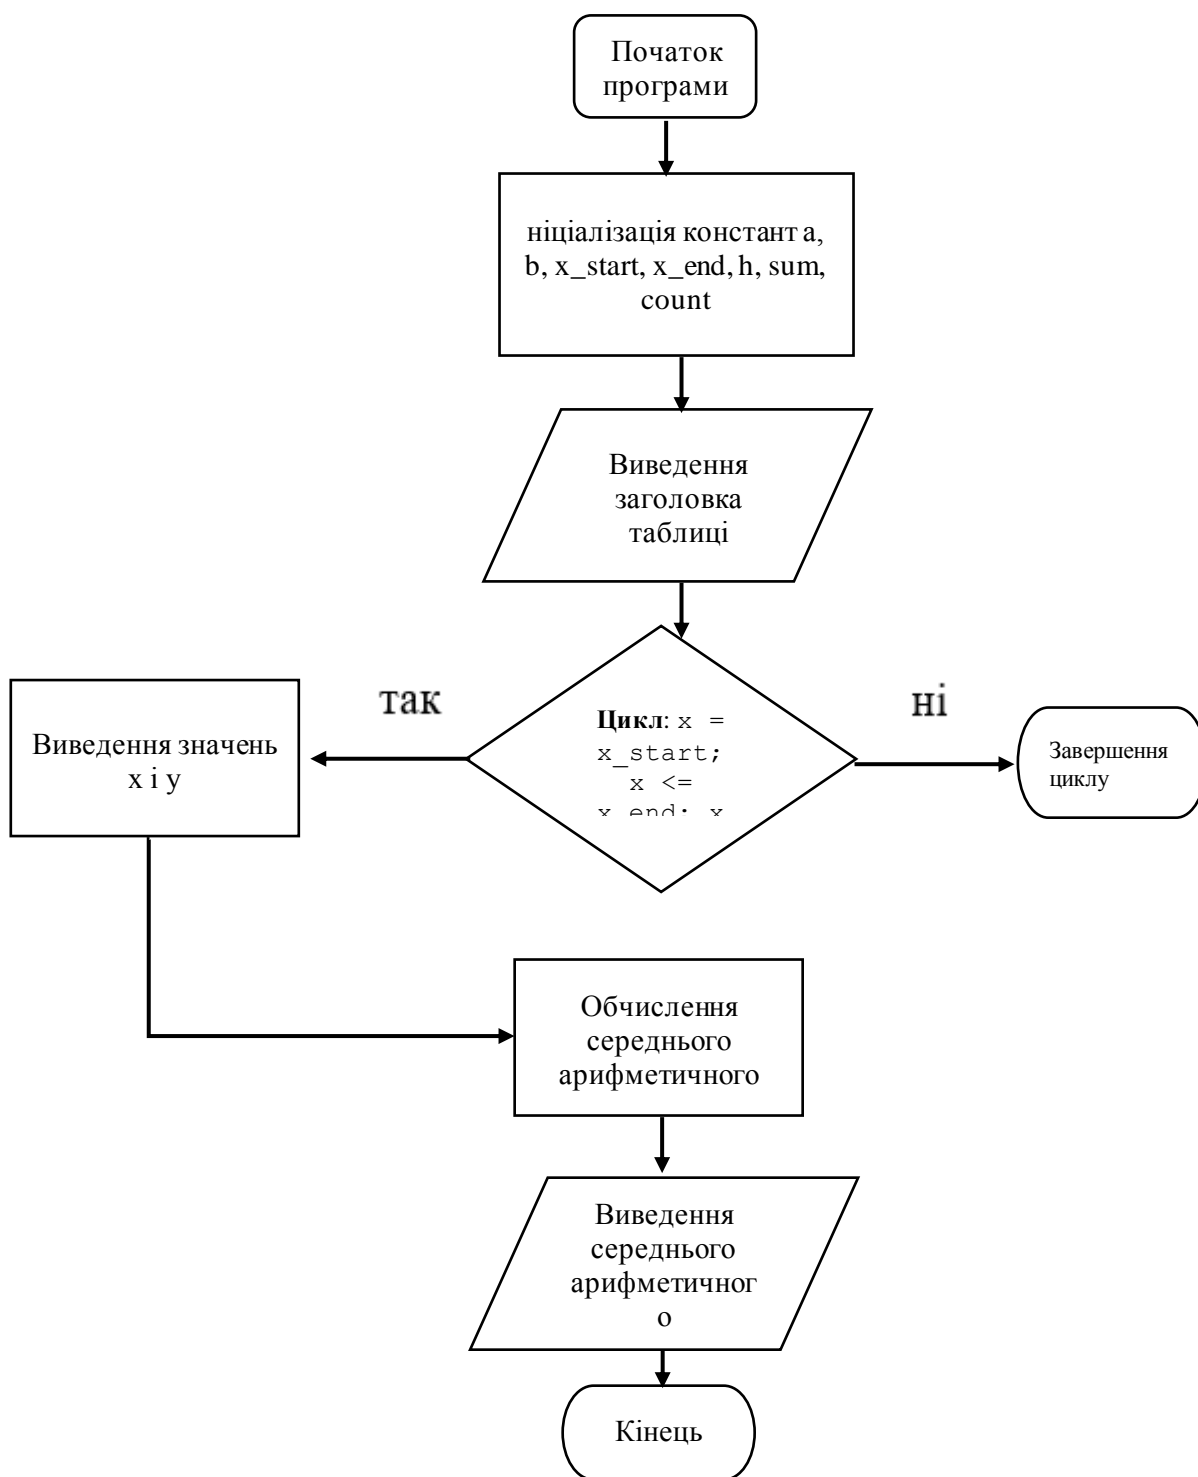 Початок
програми
ніціалізація констант a,
b, x_start, x_end, h, sum,
count
Виведення
заголовка
таблиці
так
ні
Цикл: x =
x_start;
x <=
x_end; x
Виведення значень
x i y
Завершення
циклу
Обчислення
середнього
арифметичного
Виведення
середнього
арифметичног
о
Кінець